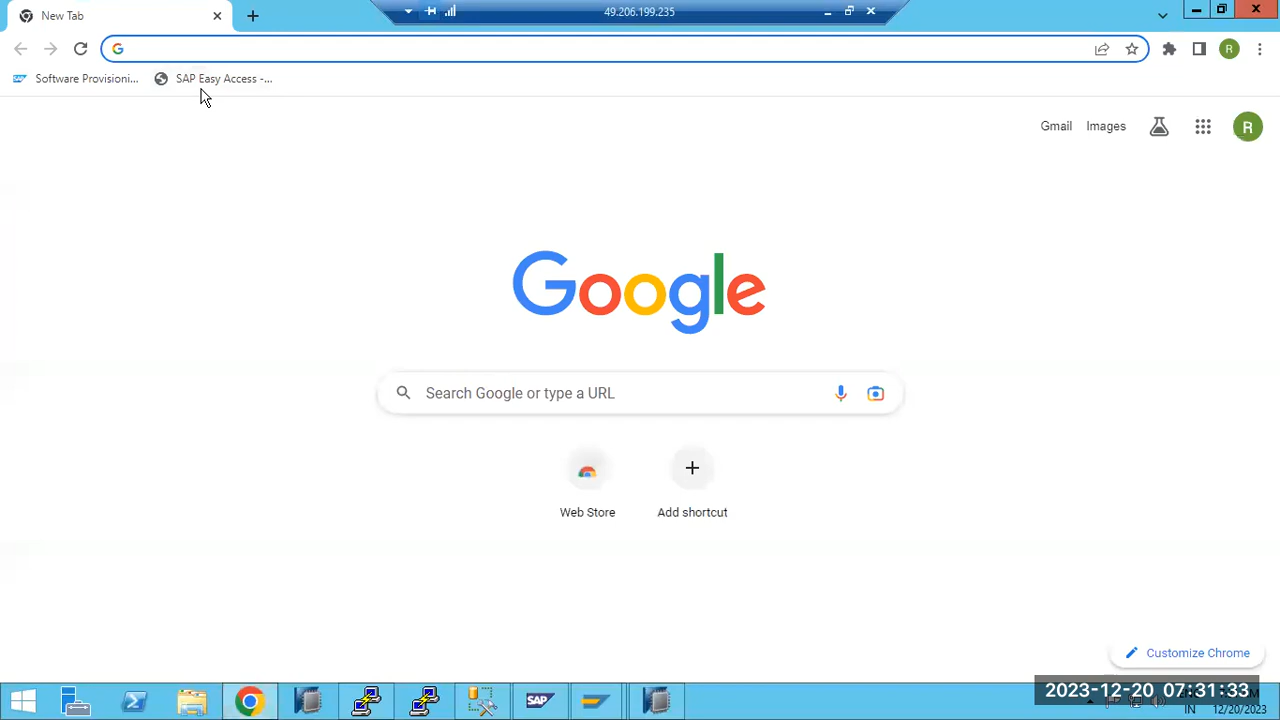 New Tab
49.206.199.235
Software Provisioni...
SAP Easy Access -...
R
Gmail
Images
R
Google
Search Google or type a URL
Web Store
Add shortcut
Customize Chrome
SAP
2023-12-20 07:31:33
IN
12/20/2023